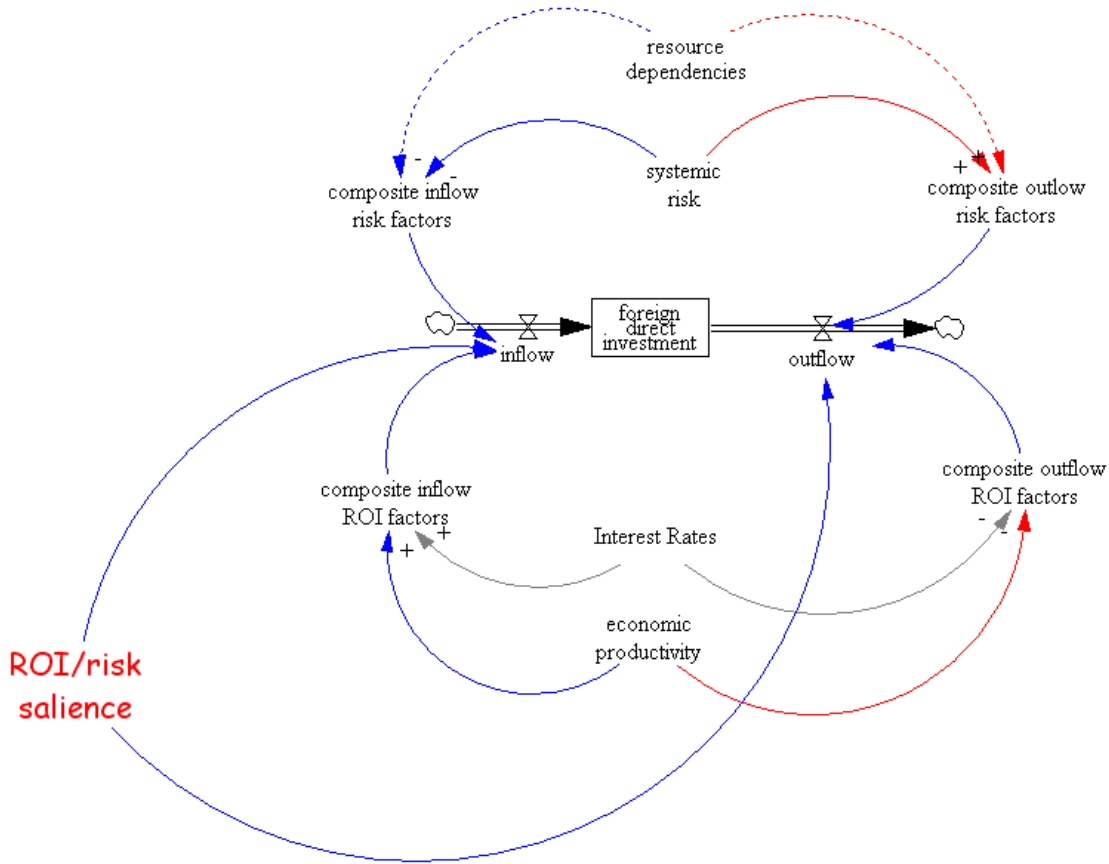 resource
dependencies
-
-
systemic
risk
+
+
composite inflow
risk factors
composite outlow
risk factors
foreign
direct
investment
inflow
outflow
composite inflow
ROI factors
+
+
composite outflow
ROI factors
-
-
Interest Rates
economic
productivity
ROI/risk
salience